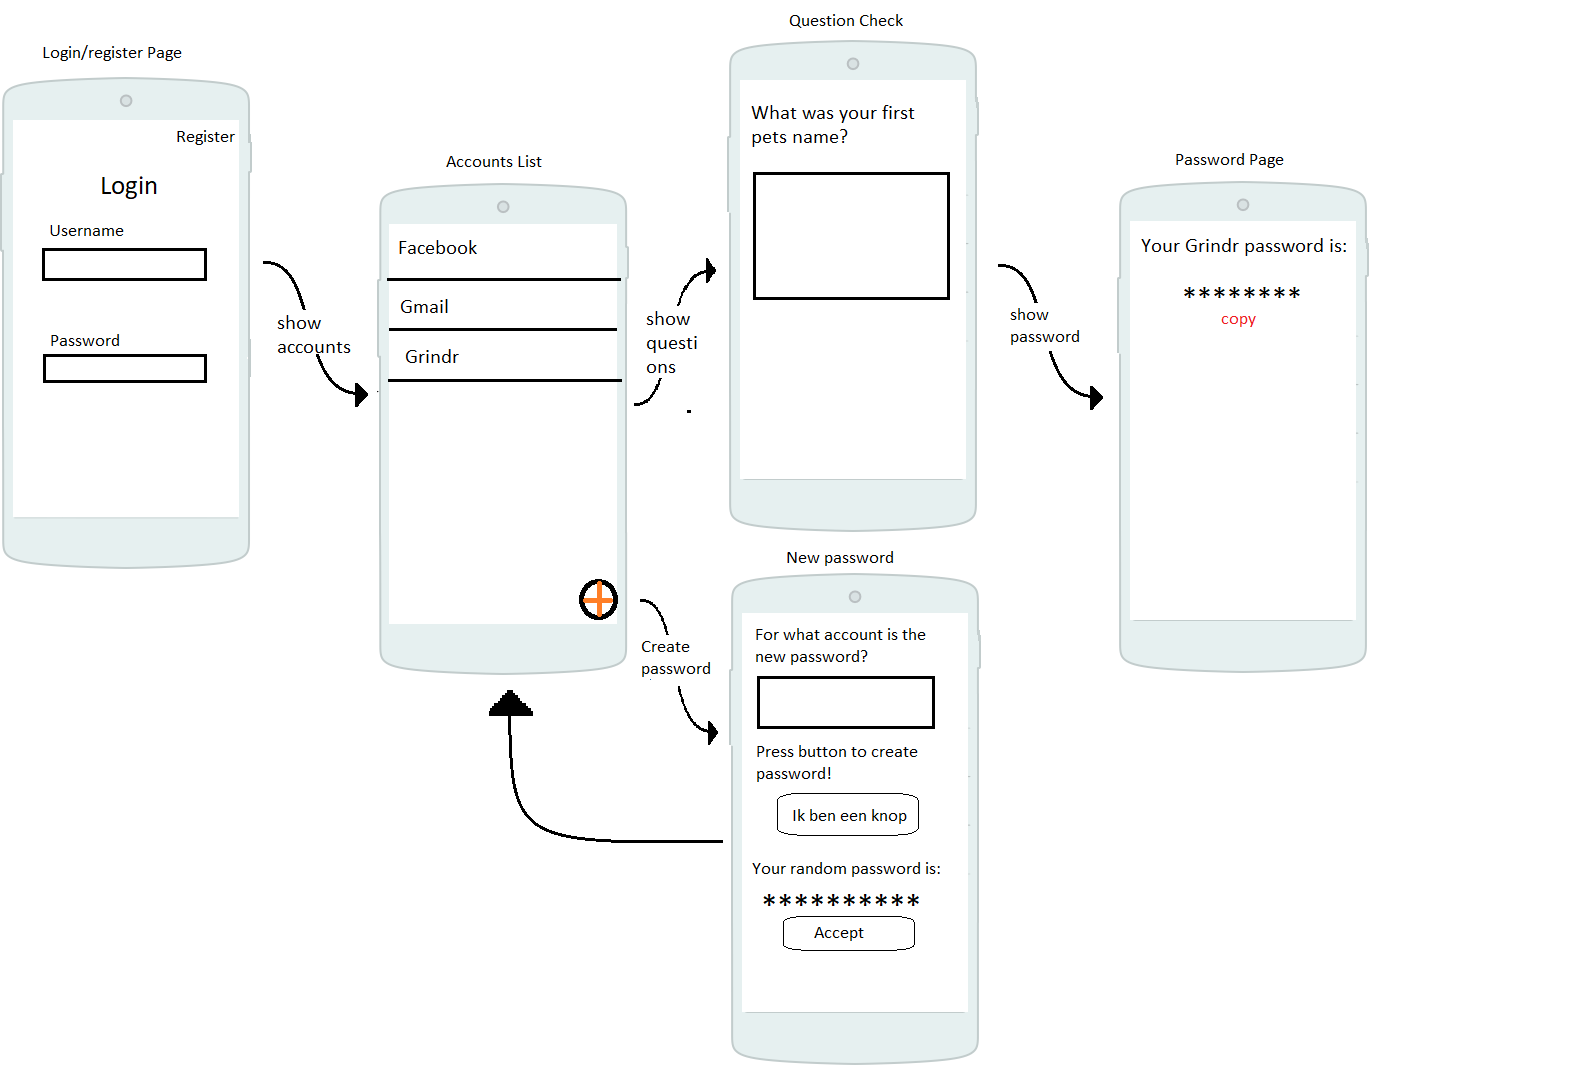 Login/register Page
Register
Login
Username
Password
show
accounts
Accounts List
Facebook
Gmail
Grindr
show
questi
ons
Question Check
What was your first
pets name?
show
password
Password Page
Your Grindr password is:
********
copy
Create
password
New password
For what account is the
new password?
Press button to create
password!
Ik ben een knop
Your random password is:
**********
Accept